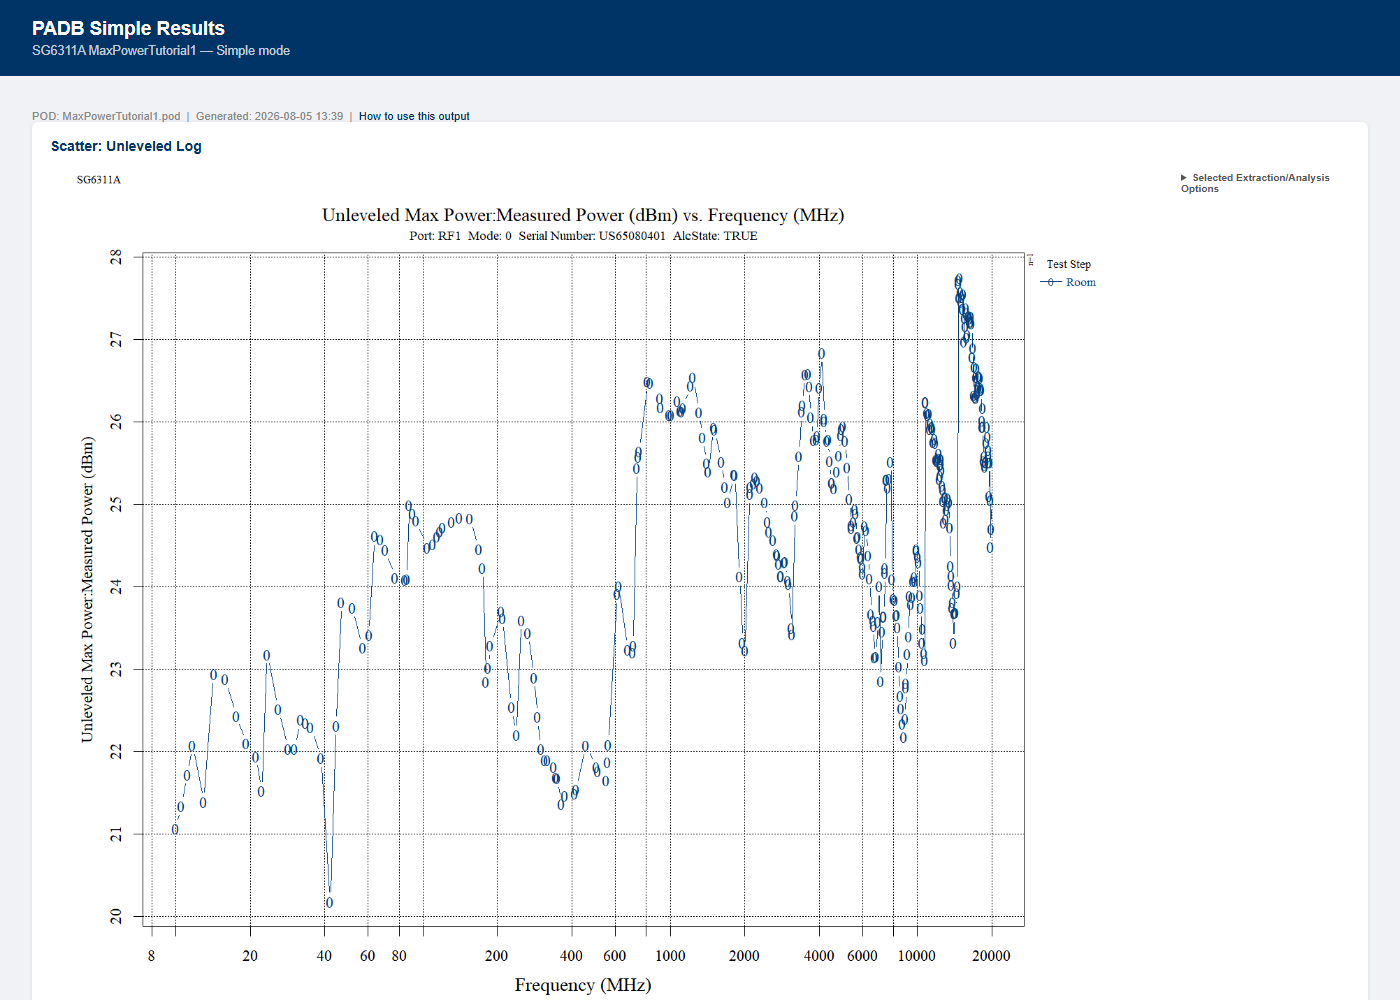 PADB Simple Results
SG6311A MaxPowerTutorial1 — Simple mode
POD: MaxPowerTutorial1.pod | Generated: 2026-08-05 13:39 | How to use this output
Scatter: Unleveled Log
SG6311A
▶ Selected Extraction/Analysis
Options
Unleveled Max Power:Measured Power (dBm) vs. Frequency (MHz)
Port: RF1 Mode: 0 Serial Number: US65080401 AlcState: TRUE
n=1
Test Step
0 Room
Unleveled Max Power:Measured Power (dBm)
28
27
26
25
24
23
22
21
20
8 20 40 60 80 200 400 600 1000 2000 4000 6000 10000 20000
Frequency (MHz)